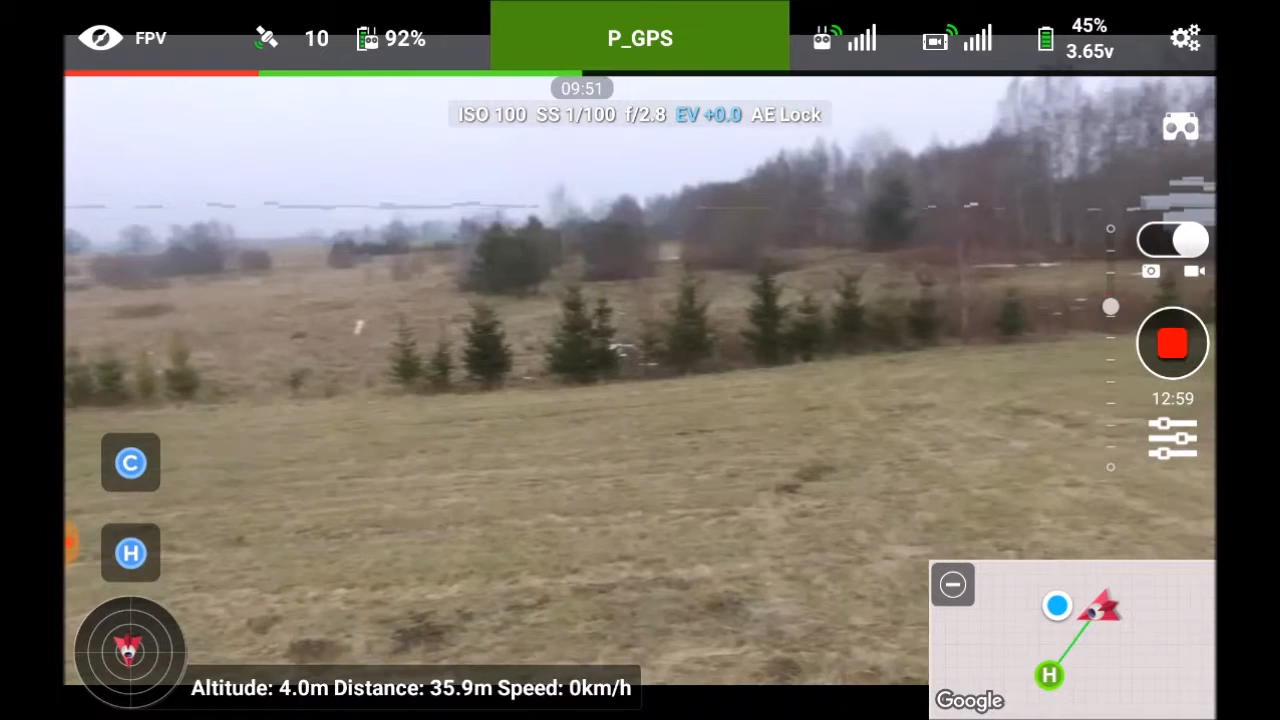 FPV
10
92%
P_GPS
45%
3.65v
09:51
ISO 100 SS 1/100 f/2.8 EV +0.0 AE Lock
12:59
C
H
H
Altitude: 4.0m Distance: 35.9m Speed: 0km/h
Google